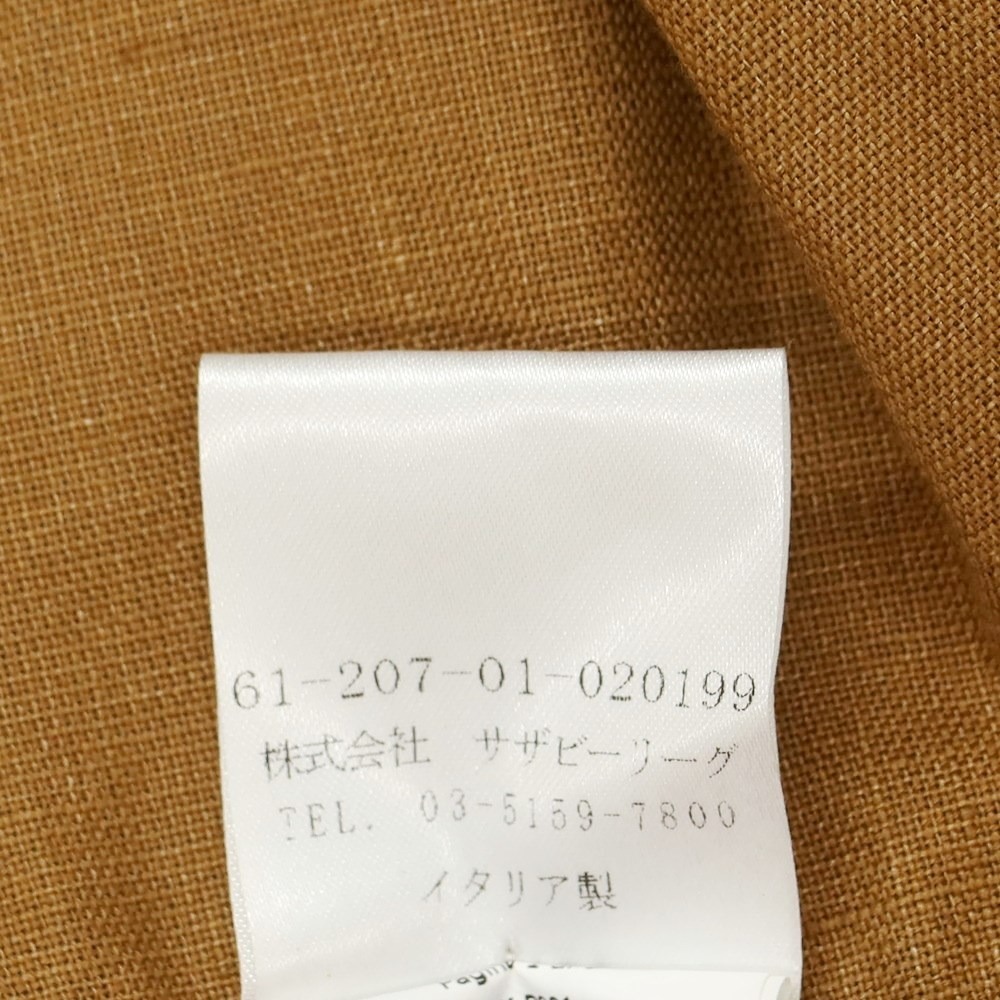 61-207-01-020199
株式会社 サザビーリーグ
TEL. 03-5159-7800
イタリア製